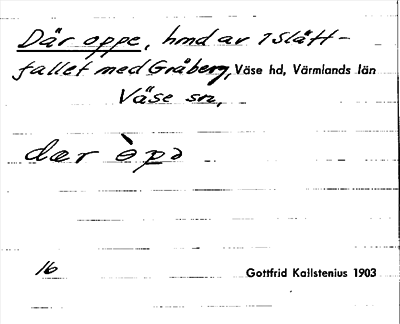 Där oppe, hmd av 1 Slätt-
fallet med Gråberg, Väse hd, Värmlands län
Väse sn,
dær òpə
16
Gottfrid Kallstenius 1903